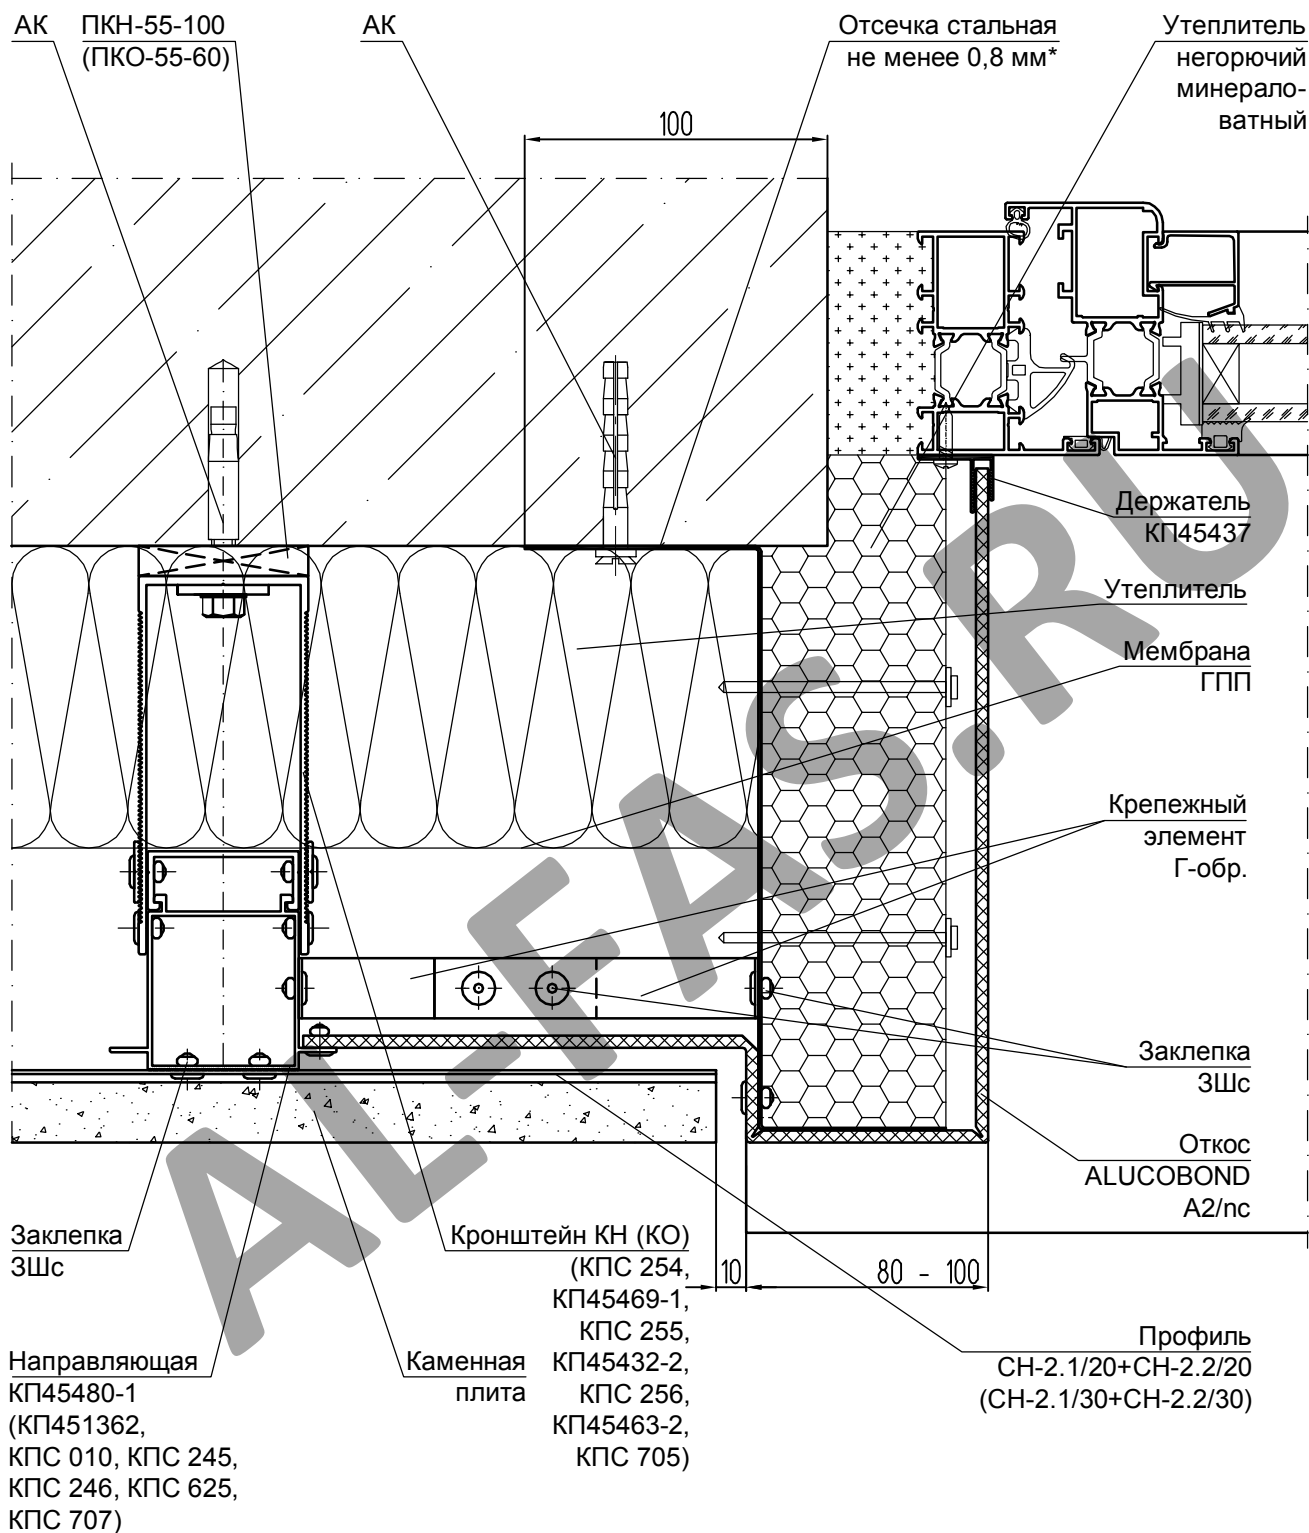 АК
ПКН-55-100
(ПКО-55-60)
АК
Отсечка стальная
не менее 0,8 мм*
Утеплитель
негорючий
минерало-
ватный
100
Держатель
КП45437
Утеплитель
Мембрана
ГПП
Крепежный
элемент
Г-обр.
Заклепка
ЗШс
Откос
ALUCOBOND
A2/nc
AL-FAS.RU
Заклепка
ЗШс
Кронштейн КН (КО)
(КПС 254,
КП45469-1,
КПС 255,
КП45432-2,
КПС 256,
КП45463-2,
КПС 705)
10
80 - 100
Направляющая
КП45480-1
(КП451362,
КПС 010, КПС 245,
КПС 246, КПС 625,
КПС 707)
Каменная
плита
Профиль
СН-2.1/20+СН-2.2/20
(СН-2.1/30+СН-2.2/30)